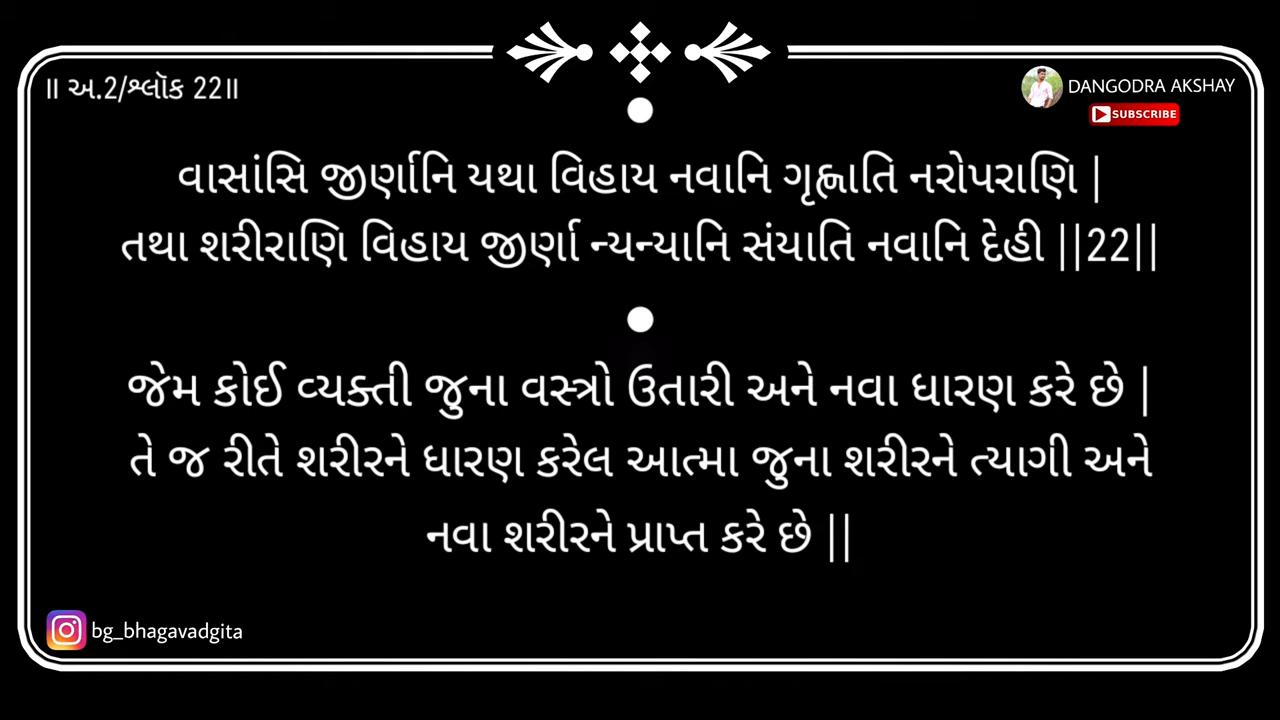 ॥ અ.2/શ્લૉક 22॥
DANGODRA AKSHAY
SUBSCRIBE
વાસાંસિ જીર્ણાનિ યથા વિહાય નવાનિ ગૃહ્ણાતિ નરોપરાણિ |
તથા શરીરાણિ વિહાય જીર્ણા ન્યન્યાનિ સંયાતિ નવાનિ દેહી ||22||
જેમ કોઈ વ્યક્તી જુના વસ્ત્રો ઉતારી અને નવા ધારણ કરે છે |
તે જ રીતે શરીરને ધારણ કરેલ આત્મા જુના શરીરને ત્યાગી અને
નવા શરીરને પ્રાપ્ત કરે છે ||
bg_bhagavadgita